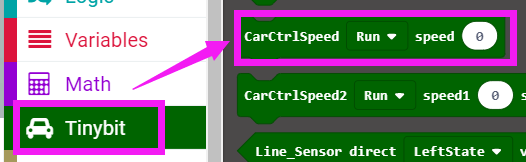 Logic
Variables
Math
Tinybit
CarCtrlSpeed Run speed 0
CarCtrlSpeed2 Run speed1 0 s
Line_Sensor direct LeftState v